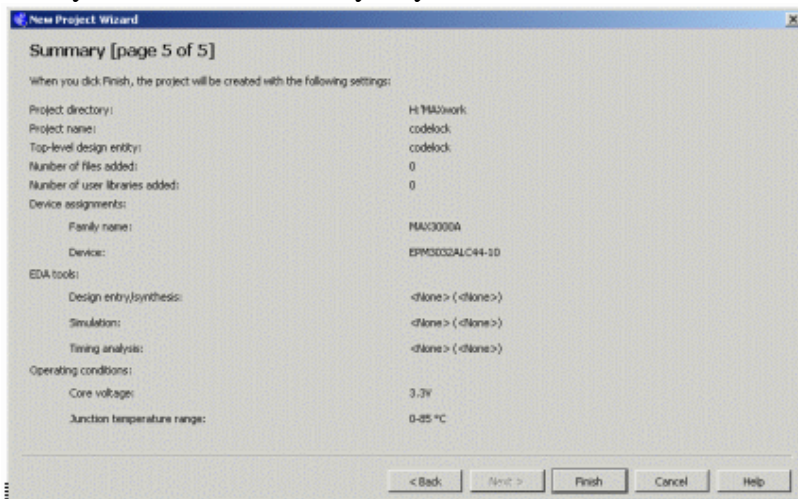 New Project Wizard
Summary [page 5 of 5]
When you click Finish, the project will be created with the following settings:
Project directory: H:\MAXwork
Project name: codelock
Top-level design entity: codelock
Number of files added: 0
Number of user libraries added: 0
Device assignments:
Family name: MAX3000A
Device: EPM3032ALC44-10
EDA tools:
Design entry/synthesis: <None> (<None>)
Simulation: <None> (<None>)
Timing analysis: <None> (<None>)
Operating conditions:
Core voltage: 3.3V
Junction temperature range: 0-85 °C
< Back Next > Finish Cancel Help